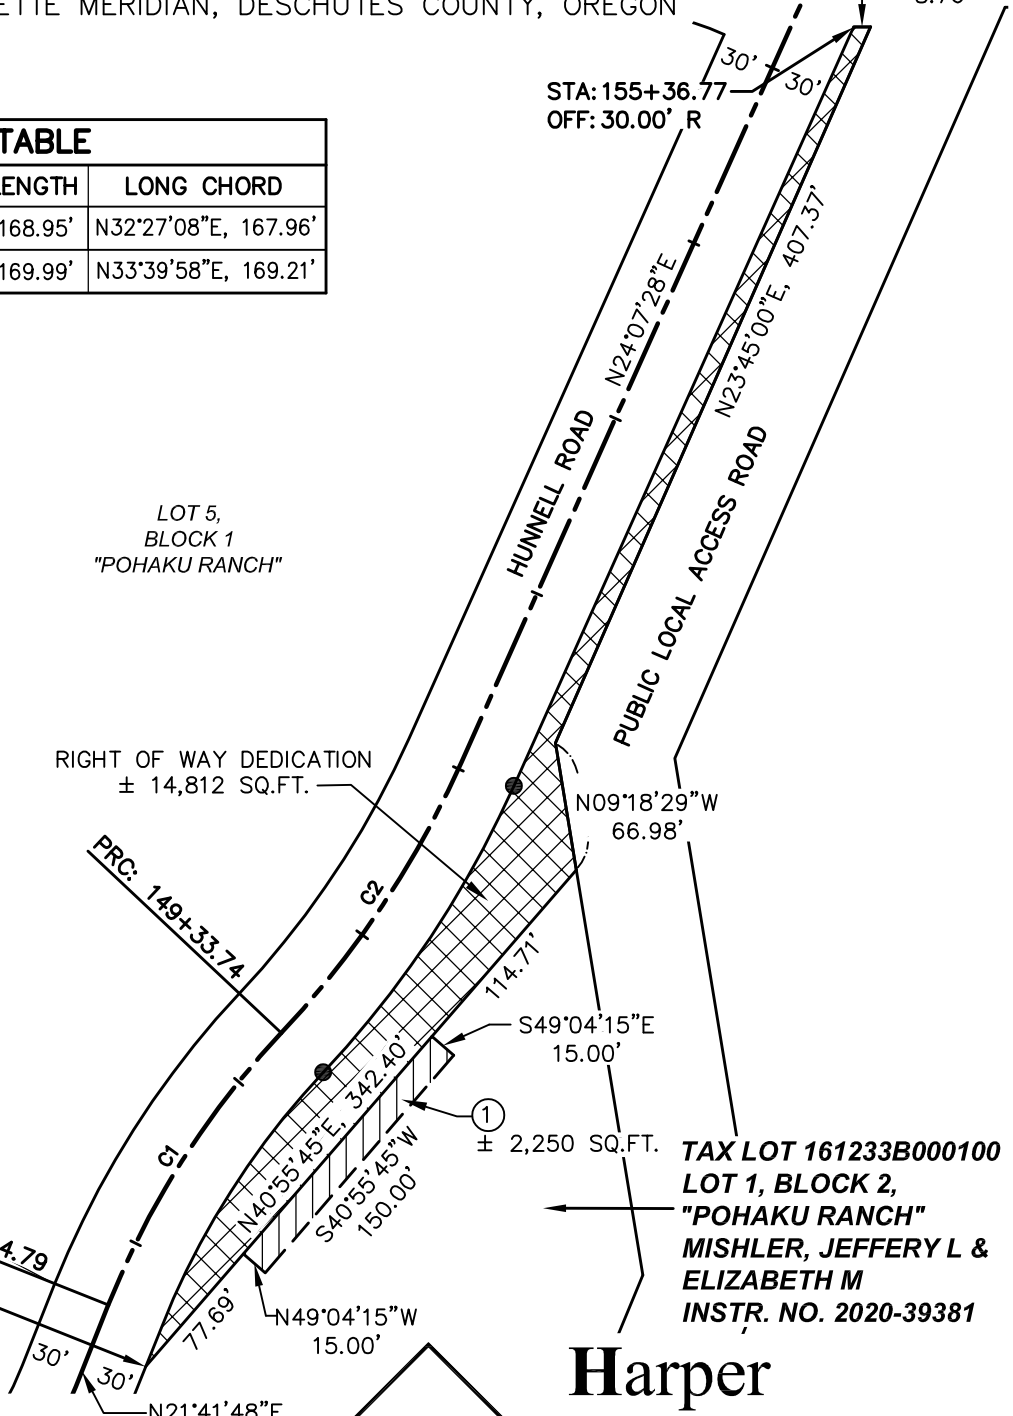 ETTE MERIDIAN, DESCHUTES COUNTY, OREGON
30' 30'
STA: 155+36.77
OFF: 30.00' R
TABLE
LENGTH LONG CHORD
168.95' N32°27'08"E, 167.96'
169.99' N33°39'58"E, 169.21'
N24°07'28"E
N23°45'00"E, 407.37'
HUNNELL ROAD
PUBLIC LOCAL ACCESS ROAD
LOT 5,
BLOCK 1
"POHAKU RANCH"
RIGHT OF WAY DEDICATION
± 14,812 SQ.FT.
N09°18'29"W
66.98'
PRC: 149+33.74
C2
114.71'
S49°04'15"E
15.00'
N40°55'45"E, 342.40'
1
± 2,250 SQ.FT.
S40°55'45"W
150.00'
C1
TAX LOT 161233B000100
LOT 1, BLOCK 2,
"POHAKU RANCH"
MISHLER, JEFFERY L &
ELIZABETH M
INSTR. NO. 2020-39381
4.79
77.69'
N49°04'15"W
15.00'
30' 30'
N21°41'48"E
Harper